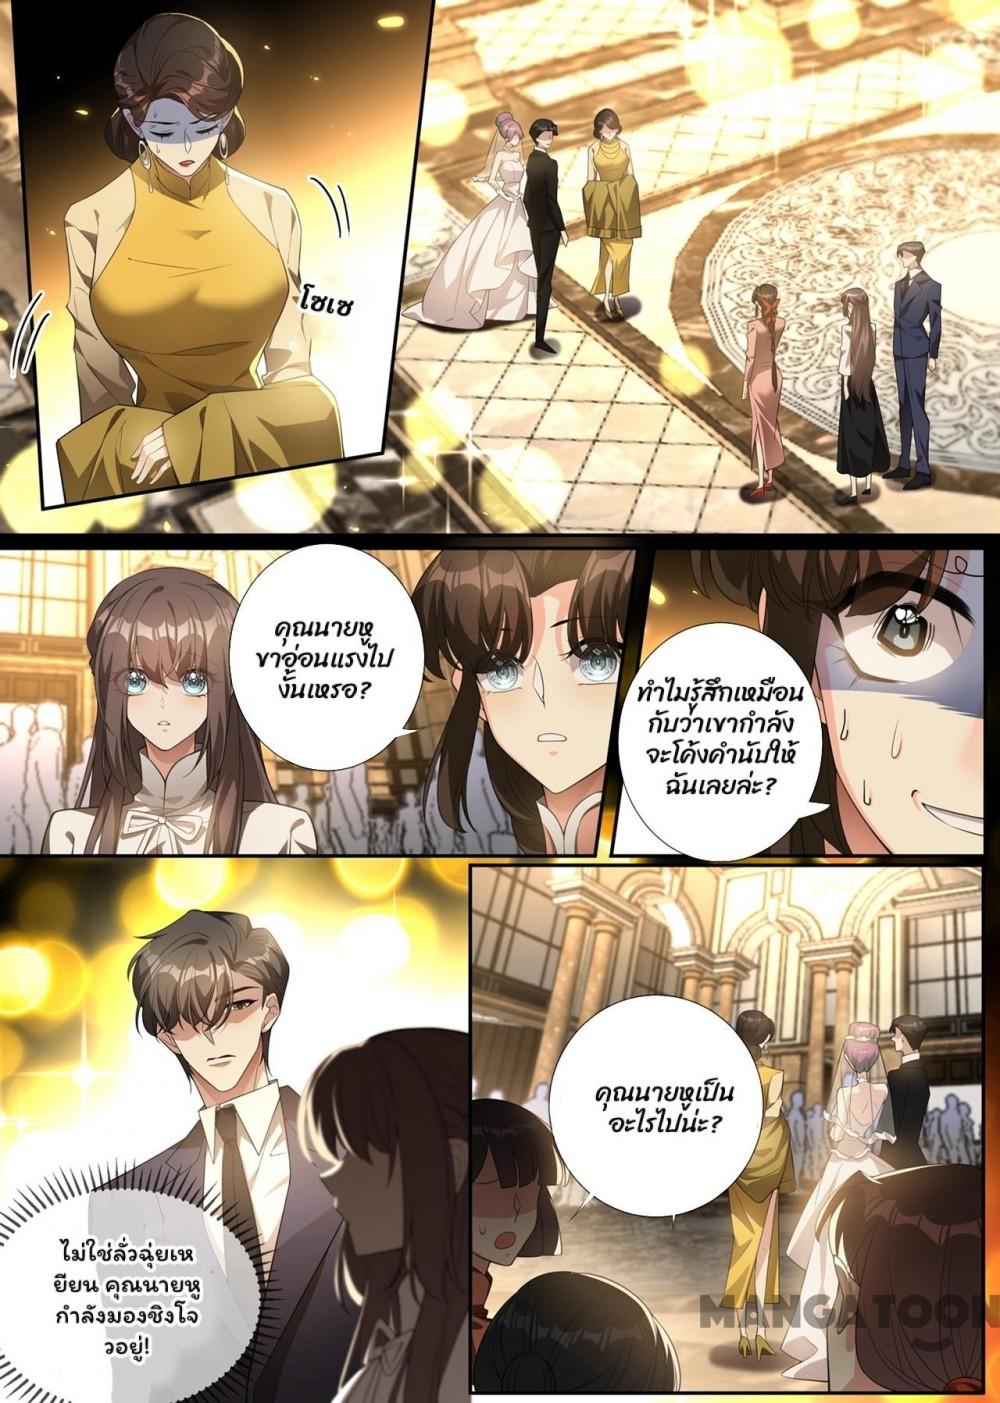 โซเซ
คุณนายหู
ขาอ่อนแรงไป
งั้นเหรอ?
ทำไมรู้สึกเหมือน
กับว่าเขากำลัง
จะโค้งคำนับให้
ฉันเลยล่ะ?
คุณนายหูเป็น
อะไรไปน่ะ?
ไม่ใช่ลั่วฉุ่ยเห
ยียน คุณนายหู
กำลังมองชิงโจ
วอยู่!
MANGATOON